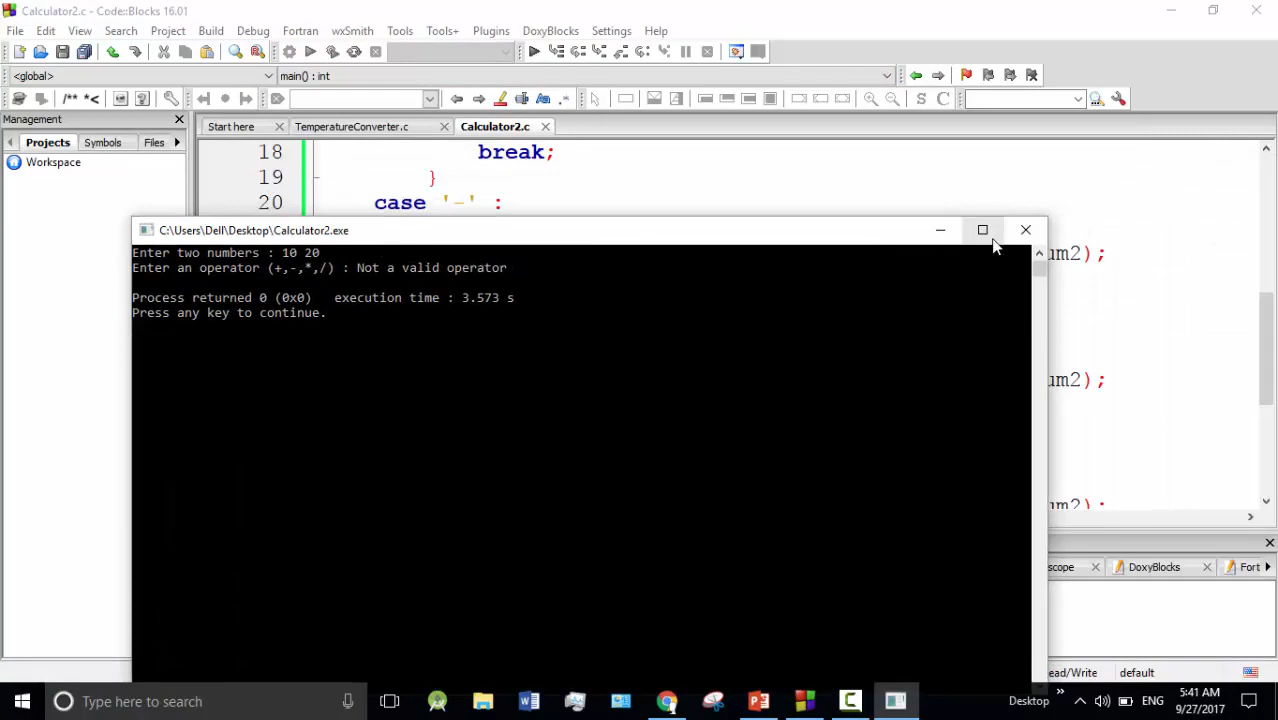 Calculator2.c - Code::Blocks 16.01
File Edit View Search Project Build Debug Fortran wxSmith Tools Tools+ Plugins DoxyBlocks Settings Help
<global> main() : int
/** *< S C
Management
Projects Symbols Files
Workspace
Start here TemperatureConverter.c Calculator2.c
18 break;
19 }
20 case '-' :
C:\Users\Dell\Desktop\Calculator2.exe
Enter two numbers : 10 20
Enter an operator (+,-,*,/) : Not a valid operator
Process returned 0 (0x0) execution time : 3.573 s
Press any key to continue.
um2);
um2);
um2);
scope DoxyBlocks Fort
ead/Write default
Type here to search
Desktop ENG 5:41 AM
9/27/2017